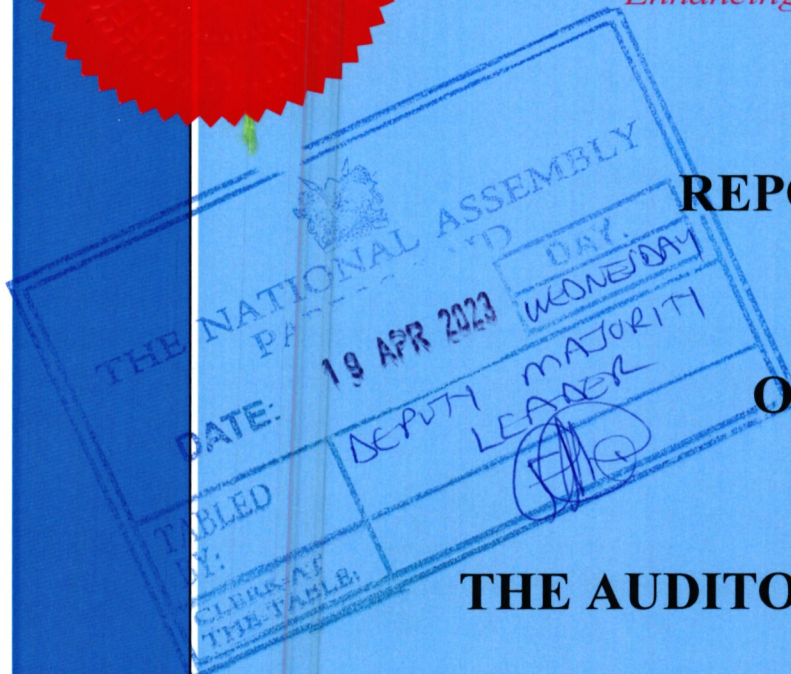 Enhancing
REPO
O
THE AUDITO
THE NATIONAL ASSEMBLY
DATE: 19 APR 2023
DAY.
WEDNESDAY
TABLED
BY:
DEPUTY MAJORITY
LEADER
CLERK AT
THE TABLE: